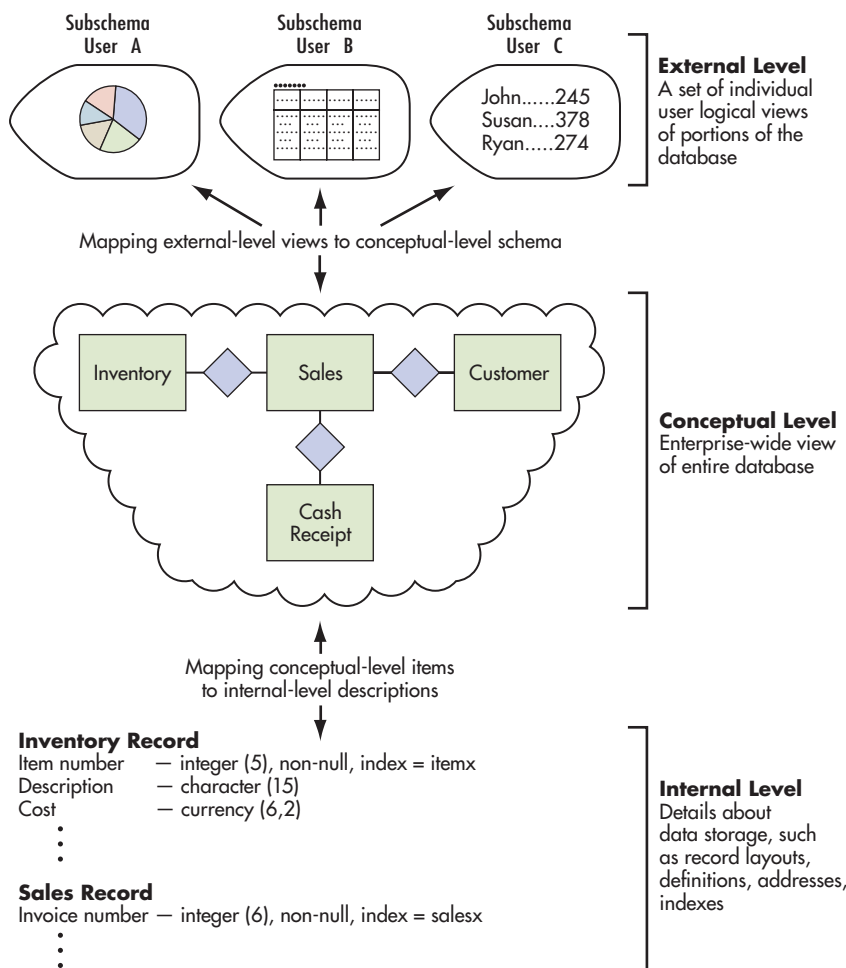 Subschema
User A
Subschema
User B
Subschema
User C
John.....245
Susan....378
Ryan.....274
External Level
A set of individual
user logical views
of portions of the
database
Mapping external-level views to conceptual-level schema
Inventory
Sales
Customer
Cash
Receipt
Conceptual Level
Enterprise-wide view
of entire database
Mapping conceptual-level items
to internal-level descriptions
Inventory Record
Item number — integer (5), non-null, index = itemx
Description — character (15)
Cost — currency (6,2)
Sales Record
Invoice number — integer (6), non-null, index = salesx
Internal Level
Details about
data storage, such
as record layouts,
definitions, addresses,
indexes